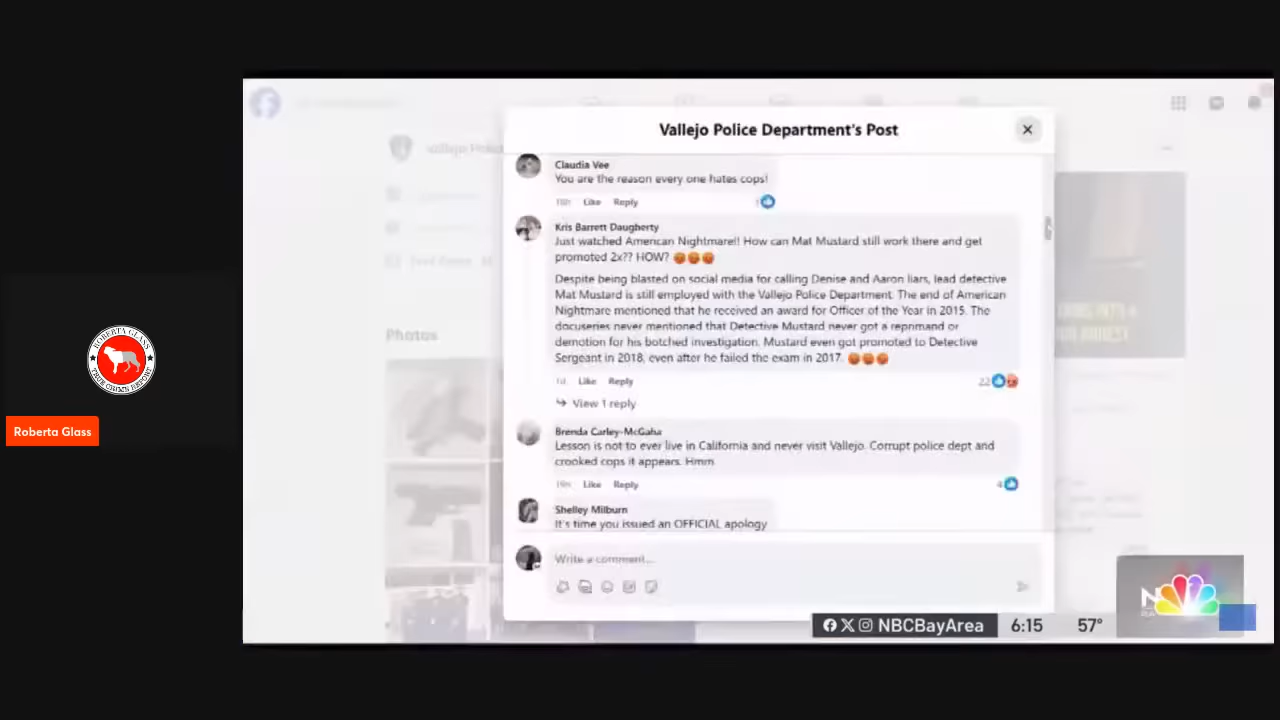 Vallejo Police Department's Post
Claudia Vee
You are the reason every one hates cops!
Like Reply
Kris Barrett Daugherty
Just watched American Nightmare!! How can Mat Mustard still work there and get
promoted 2x?? HOW?
Despite being blasted on social media for calling Denise and Aaron liars, lead detective
Mat Mustard is still employed with the Vallejo Police Department. The end of American
Nightmare mentioned that he received an award for Officer of the Year in 2015. The
docuseries never mentioned that Detective Mustard never got a reprimand or
demotion for his botched investigation. Mustard even got promoted to Detective
Sergeant in 2018, even after he failed the exam in 2017.
1d Like Reply
22
View 1 reply
Brenda Carley-McGaha
Lesson is not to ever live in California and never visit Vallejo. Corrupt police dept and
crooked cops it appears. Hmm
Like Reply
4
Shelley Milburn
It's time you issued an OFFICIAL apology
Write a comment...
Photos
ROBERTA GLASS
TRUE CRIME REPORT
Roberta Glass
NBCBayArea 6:15 57°